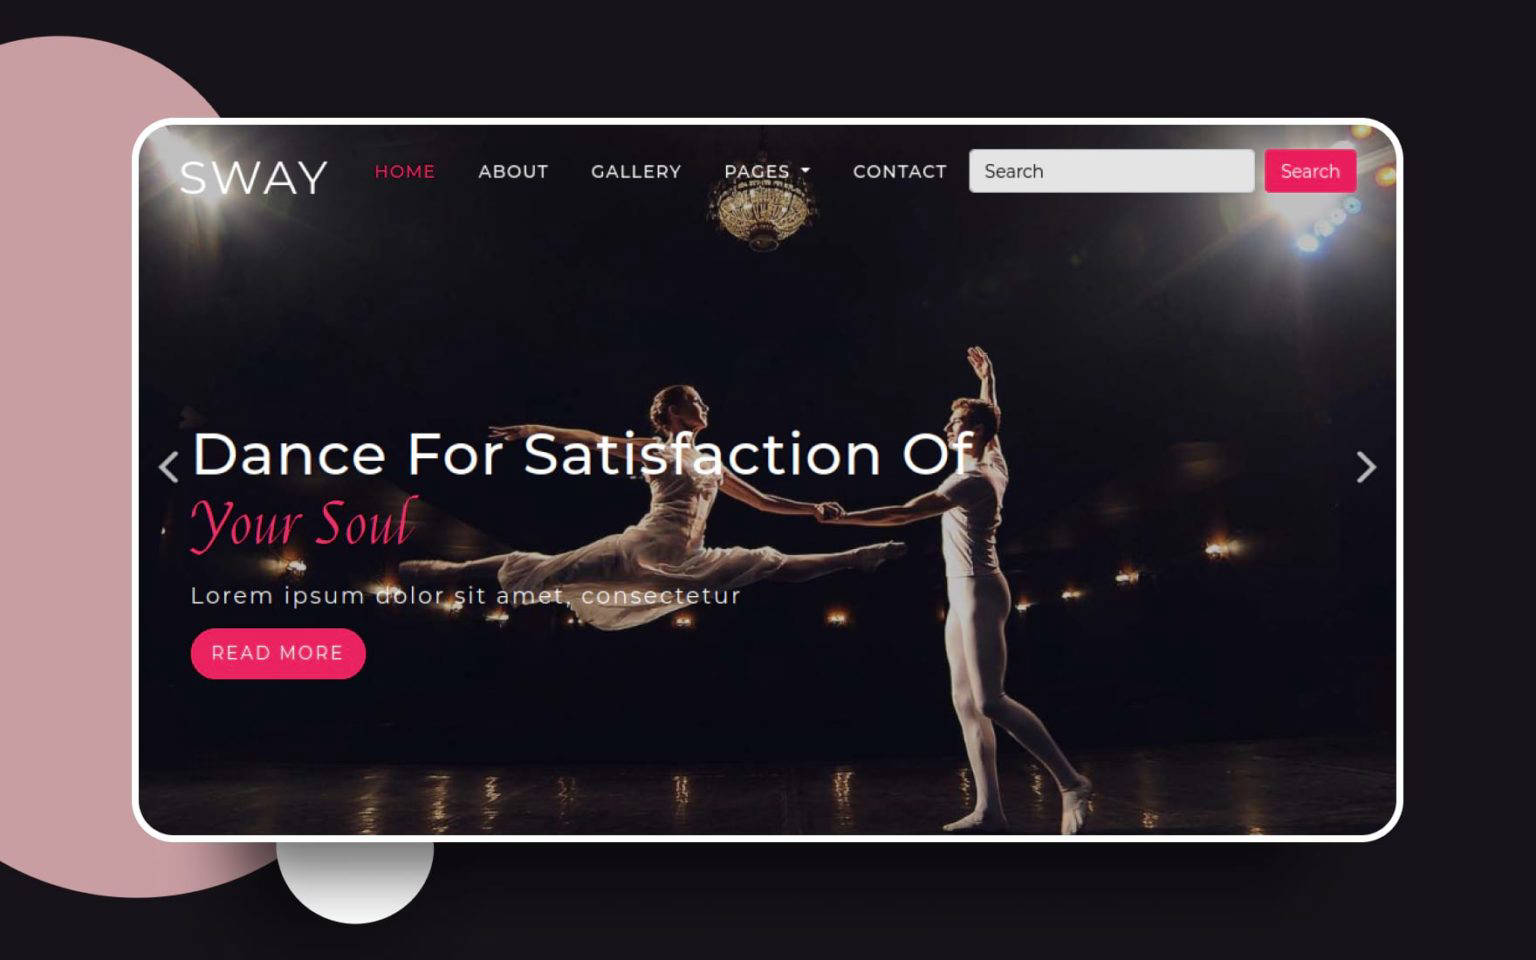 SWAY HOME ABOUT GALLERY PAGES CONTACT Search Search
Dance For Satisfaction Of
Your Soul
Lorem ipsum dolor sit amet, consectetur
READ MORE